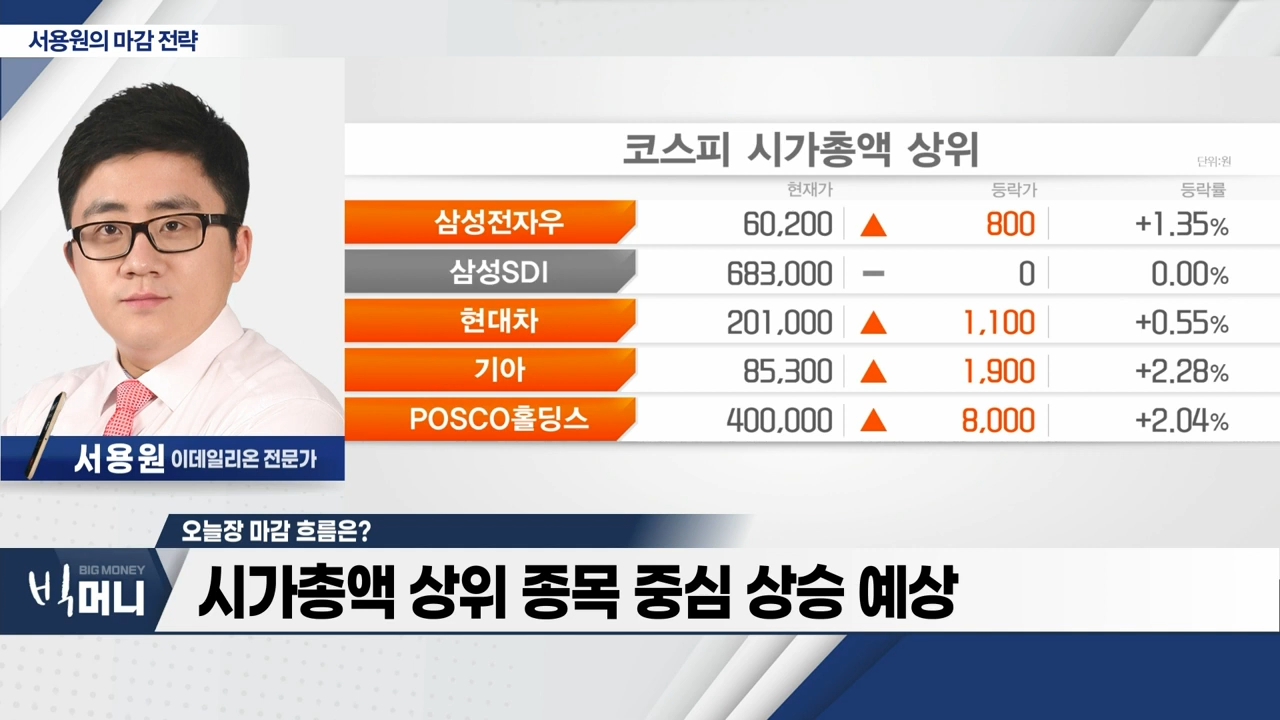 서용원의 마감 전략
코스피 시가총액 상위
단위:원
현재가 등락가 등락률
삼성전자우 60,200 ▲ 800 +1.35%
삼성SDI 683,000 − 0 0.00%
현대차 201,000 ▲ 1,100 +0.55%
기아 85,300 ▲ 1,900 +2.28%
POSCO홀딩스 400,000 ▲ 8,000 +2.04%
서용원 이데일리온 전문가
오늘장 마감 흐름은?
BIG MONEY
빅머니
시가총액 상위 종목 중심 상승 예상